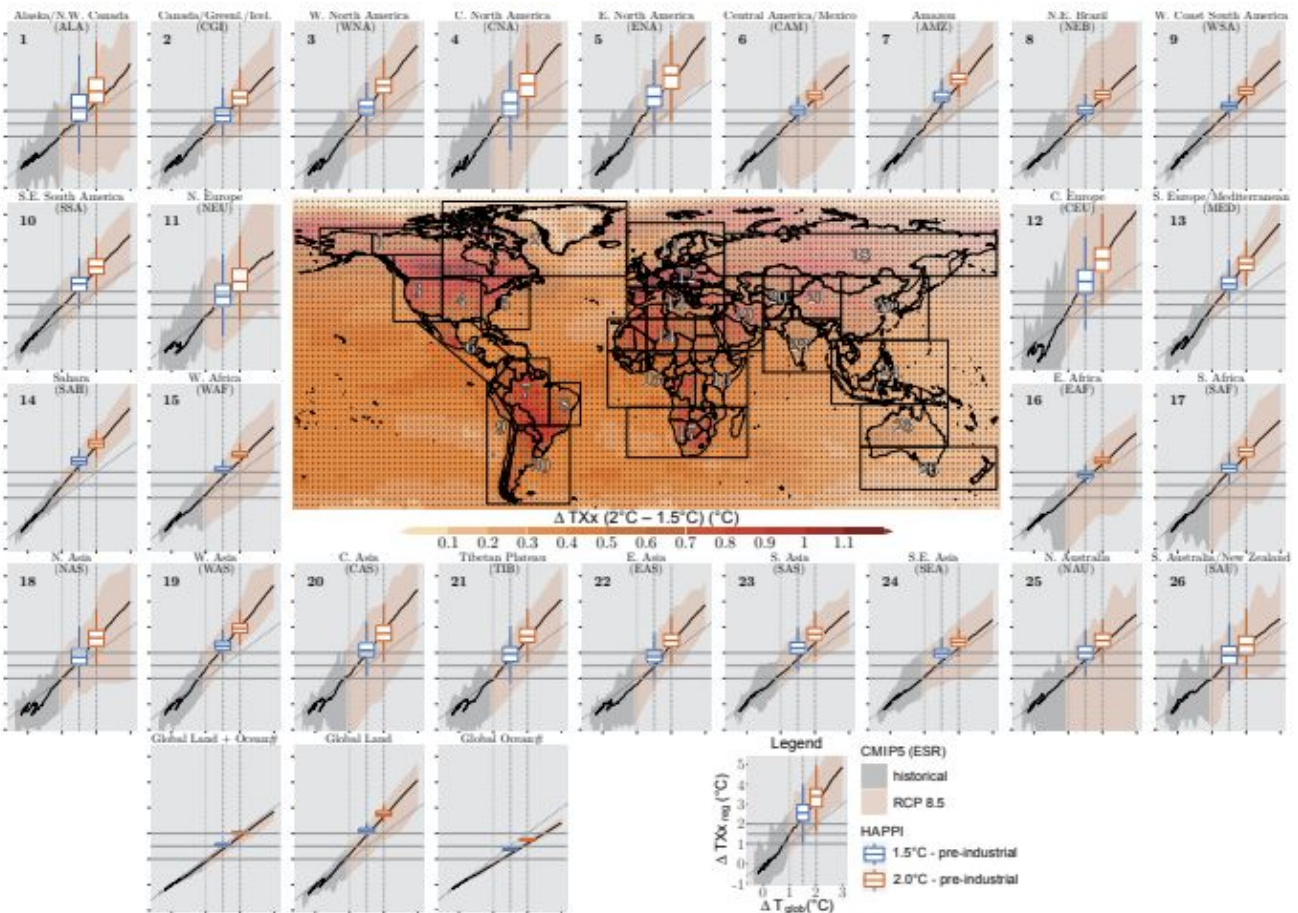 Alaska/N.W. Canada
(ALA)
1
Canada/Greenl./Icel.
(CGI)
2
W. North America
(WNA)
3
C. North America
(CNA)
4
E. North America
(ENA)
5
Central America/Mexico
(CAM)
6
Amazon
(AMZ)
7
N.E. Brazil
(NEB)
8
W. Coast South America
(WSA)
9
S.E. South America
(SSA)
10
N. Europe
(NEU)
11
C. Europe
(CEU)
12
S. Europe/Mediterranean
(MED)
13
Sahara
(SAH)
14
W. Africa
(WAF)
15
E. Africa
(EAF)
16
S. Africa
(SAF)
17
Δ TXx (2°C – 1.5°C) (°C)
0.1 0.2 0.3 0.4 0.5 0.6 0.7 0.8 0.9 1 1.1
N. Asia
(NAS)
18
W. Asia
(WAS)
19
C. Asia
(CAS)
20
Tibetan Plateau
(TIB)
21
E. Asia
(EAS)
22
S. Asia
(SAS)
23
S.E. Asia
(SEA)
24
N. Australia
(NAU)
25
S. Australia/New Zealand
(SAU)
26
Global Land + Ocean#
Global Land
Global Ocean#
Legend
Δ TXx reg (°C)
5
4
3
2
1
0
-1
0 1 2 3
Δ T glob (°C)
CMIP5 (ESR)
historical
RCP 8.5
HAPPI
1.5°C - pre-industrial
2.0°C - pre-industrial